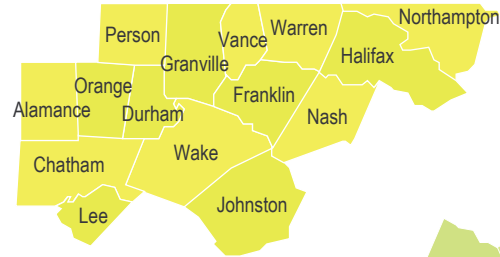 Northampton
Warren
Person
Vance
Halifax
Granville
Orange
Franklin
Alamance
Durham
Nash
Wake
Chatham
Johnston
Lee